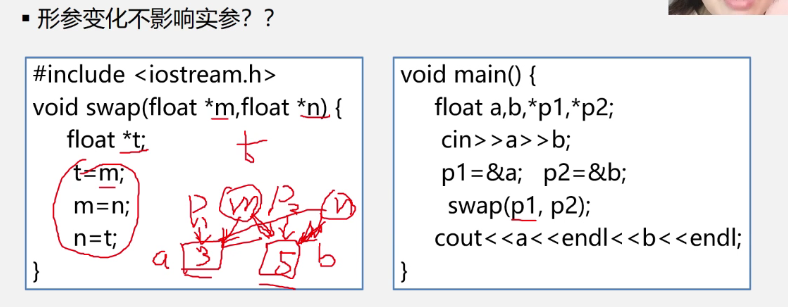 ▪ 形参变化不影响实参？？
#include <iostream.h>
void swap(float *m,float *n) {
float *t;
t=m;
m=n;
n=t;
}
t
P1 m P2 n
a 3 5 b
void main() {
float a,b,*p1,*p2;
cin>>a>>b;
p1=&a; p2=&b;
swap(p1, p2);
cout<<a<<endl<<b<<endl;
}